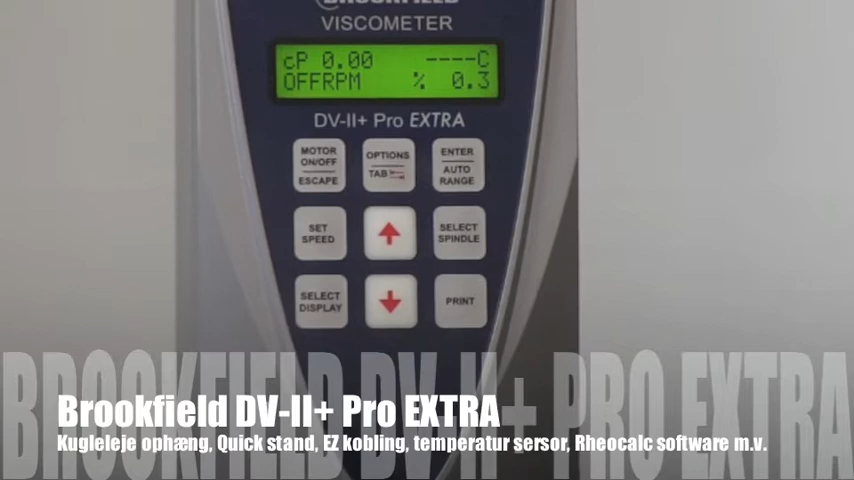 BROOKFIELD
VISCOMETER
cP 0.00 ----C
OFFRPM % 0.3
DV-II+ Pro EXTRA
MOTOR
ON/OFF
ESCAPE
OPTIONS
TAB
ENTER
AUTO
RANGE
SET
SPEED
SELECT
SPINDLE
SELECT
DISPLAY
PRINT
BROOKFIELD DV-II+ PRO EXTRA
Brookfield DV-II+ Pro EXTRA
Kugleleje ophæng, Quick stand, EZ kobling, temperatur sersor, Rheocalc software m.v.